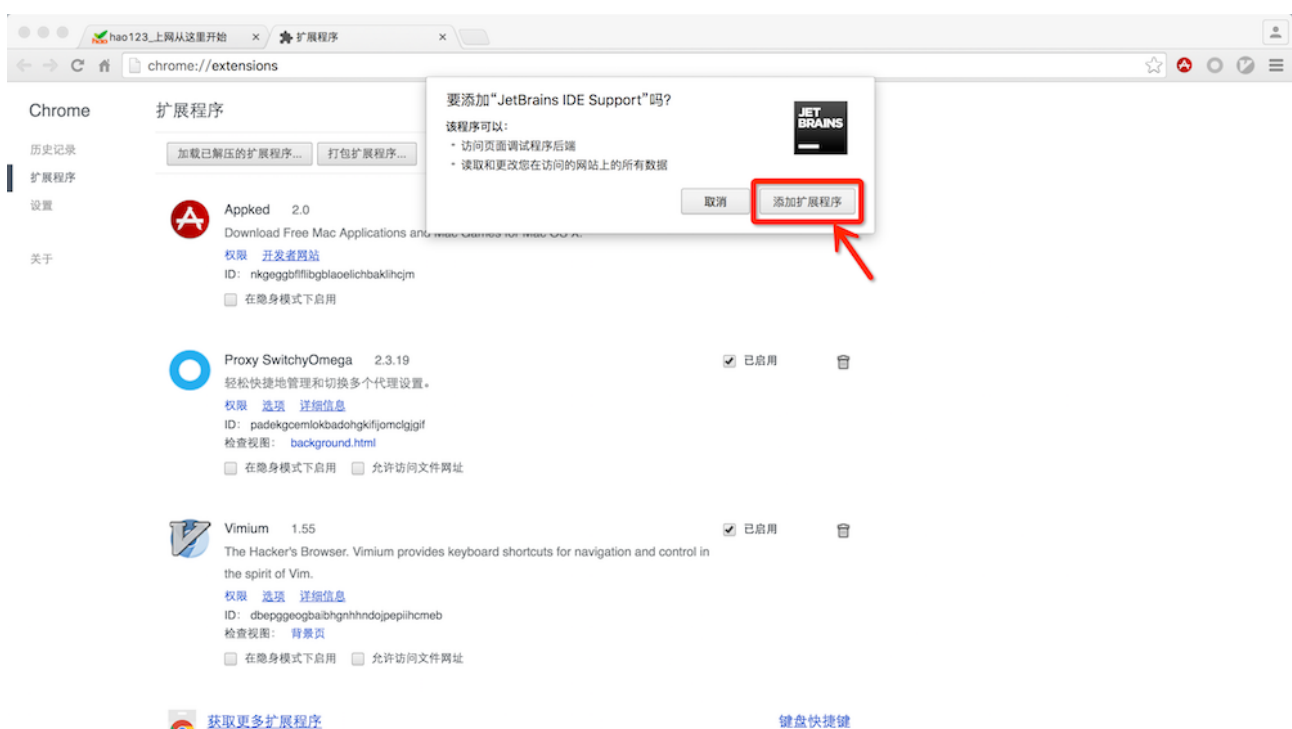 hao123_上网从这里开始
扩展程序
chrome://extensions
Chrome
扩展程序
历史记录
扩展程序
设置
关于
加载已解压的扩展程序...
打包扩展程序...
要添加“JetBrains IDE Support”吗?
该程序可以:
- 访问页面调试程序后端
- 读取和更改您在访问的网站上的所有数据
JET
BRAINS
取消
添加扩展程序
Appked 2.0
Download Free Mac Applications and Mac Games for Mac OS X.
权限 开发者网站
在隐身模式下启用
Proxy SwitchyOmega 2.3.19
已启用
轻松快捷地管理和切换多个代理设置。
权限 选项 详细信息
ID: padekgcemlokbadohgkifijomclgjgif
检查视图: background.html
在隐身模式下启用 允许访问文件网址
Vimium 1.55
已启用
The Hacker's Browser. Vimium provides keyboard shortcuts for navigation and control in
the spirit of Vim.
权限 选项 详细信息
ID: dbepggeogbaibhgnhhndojpepiihcmeb
检查视图: 背景页
在隐身模式下启用 允许访问文件网址
获取更多扩展程序
键盘快捷键